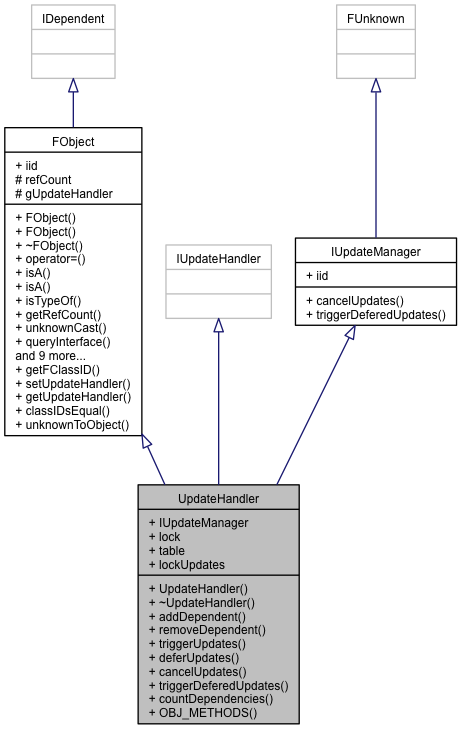 IDependent
FUnknown
FObject
+ iid
# refCount
# gUpdateHandler
+ FObject()
+ FObject()
+ ~FObject()
+ operator=()
+ isA()
+ isA()
+ isTypeOf()
+ getRefCount()
+ unknownCast()
+ queryInterface()
and 9 more...
+ getFClassID()
+ setUpdateHandler()
+ getUpdateHandler()
+ classIDsEqual()
+ unknownToObject()
IUpdateHandler
IUpdateManager
+ iid
+ cancelUpdates()
+ triggerDeferedUpdates()
UpdateHandler
+ IUpdateManager
+ lock
+ table
+ lockUpdates
+ UpdateHandler()
+ ~UpdateHandler()
+ addDependent()
+ removeDependent()
+ triggerUpdates()
+ deferUpdates()
+ cancelUpdates()
+ triggerDeferedUpdates()
+ countDependencies()
+ OBJ_METHODS()